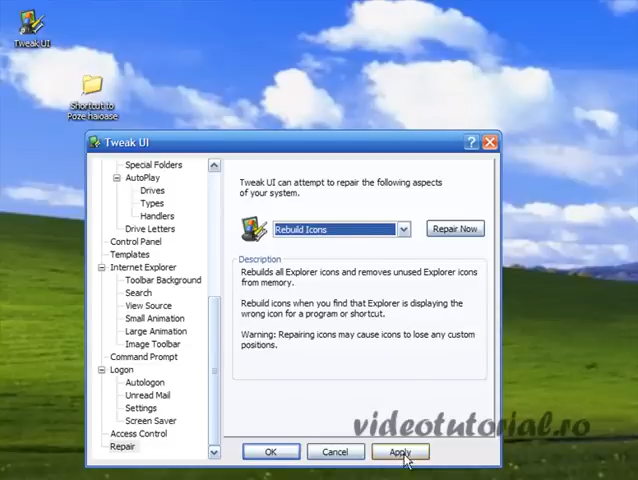 Tweak UI
Shortcut to
Poze haioase
Tweak UI
Special Folders
AutoPlay
Drives
Types
Handlers
Drive Letters
Control Panel
Templates
Internet Explorer
Toolbar Background
Search
View Source
Small Animation
Large Animation
Image Toolbar
Command Prompt
Logon
Autologon
Unread Mail
Settings
Screen Saver
Access Control
Repair
Tweak UI can attempt to repair the following aspects
of your system.
Rebuild Icons
Repair Now
Description
Rebuilds all Explorer icons and removes unused Explorer icons
from memory.
Rebuild icons when you find that Explorer is displaying the
wrong icon for a program or shortcut.
Warning: Repairing icons may cause icons to lose any custom
positions.
videotutorial.ro
OK
Cancel
Apply